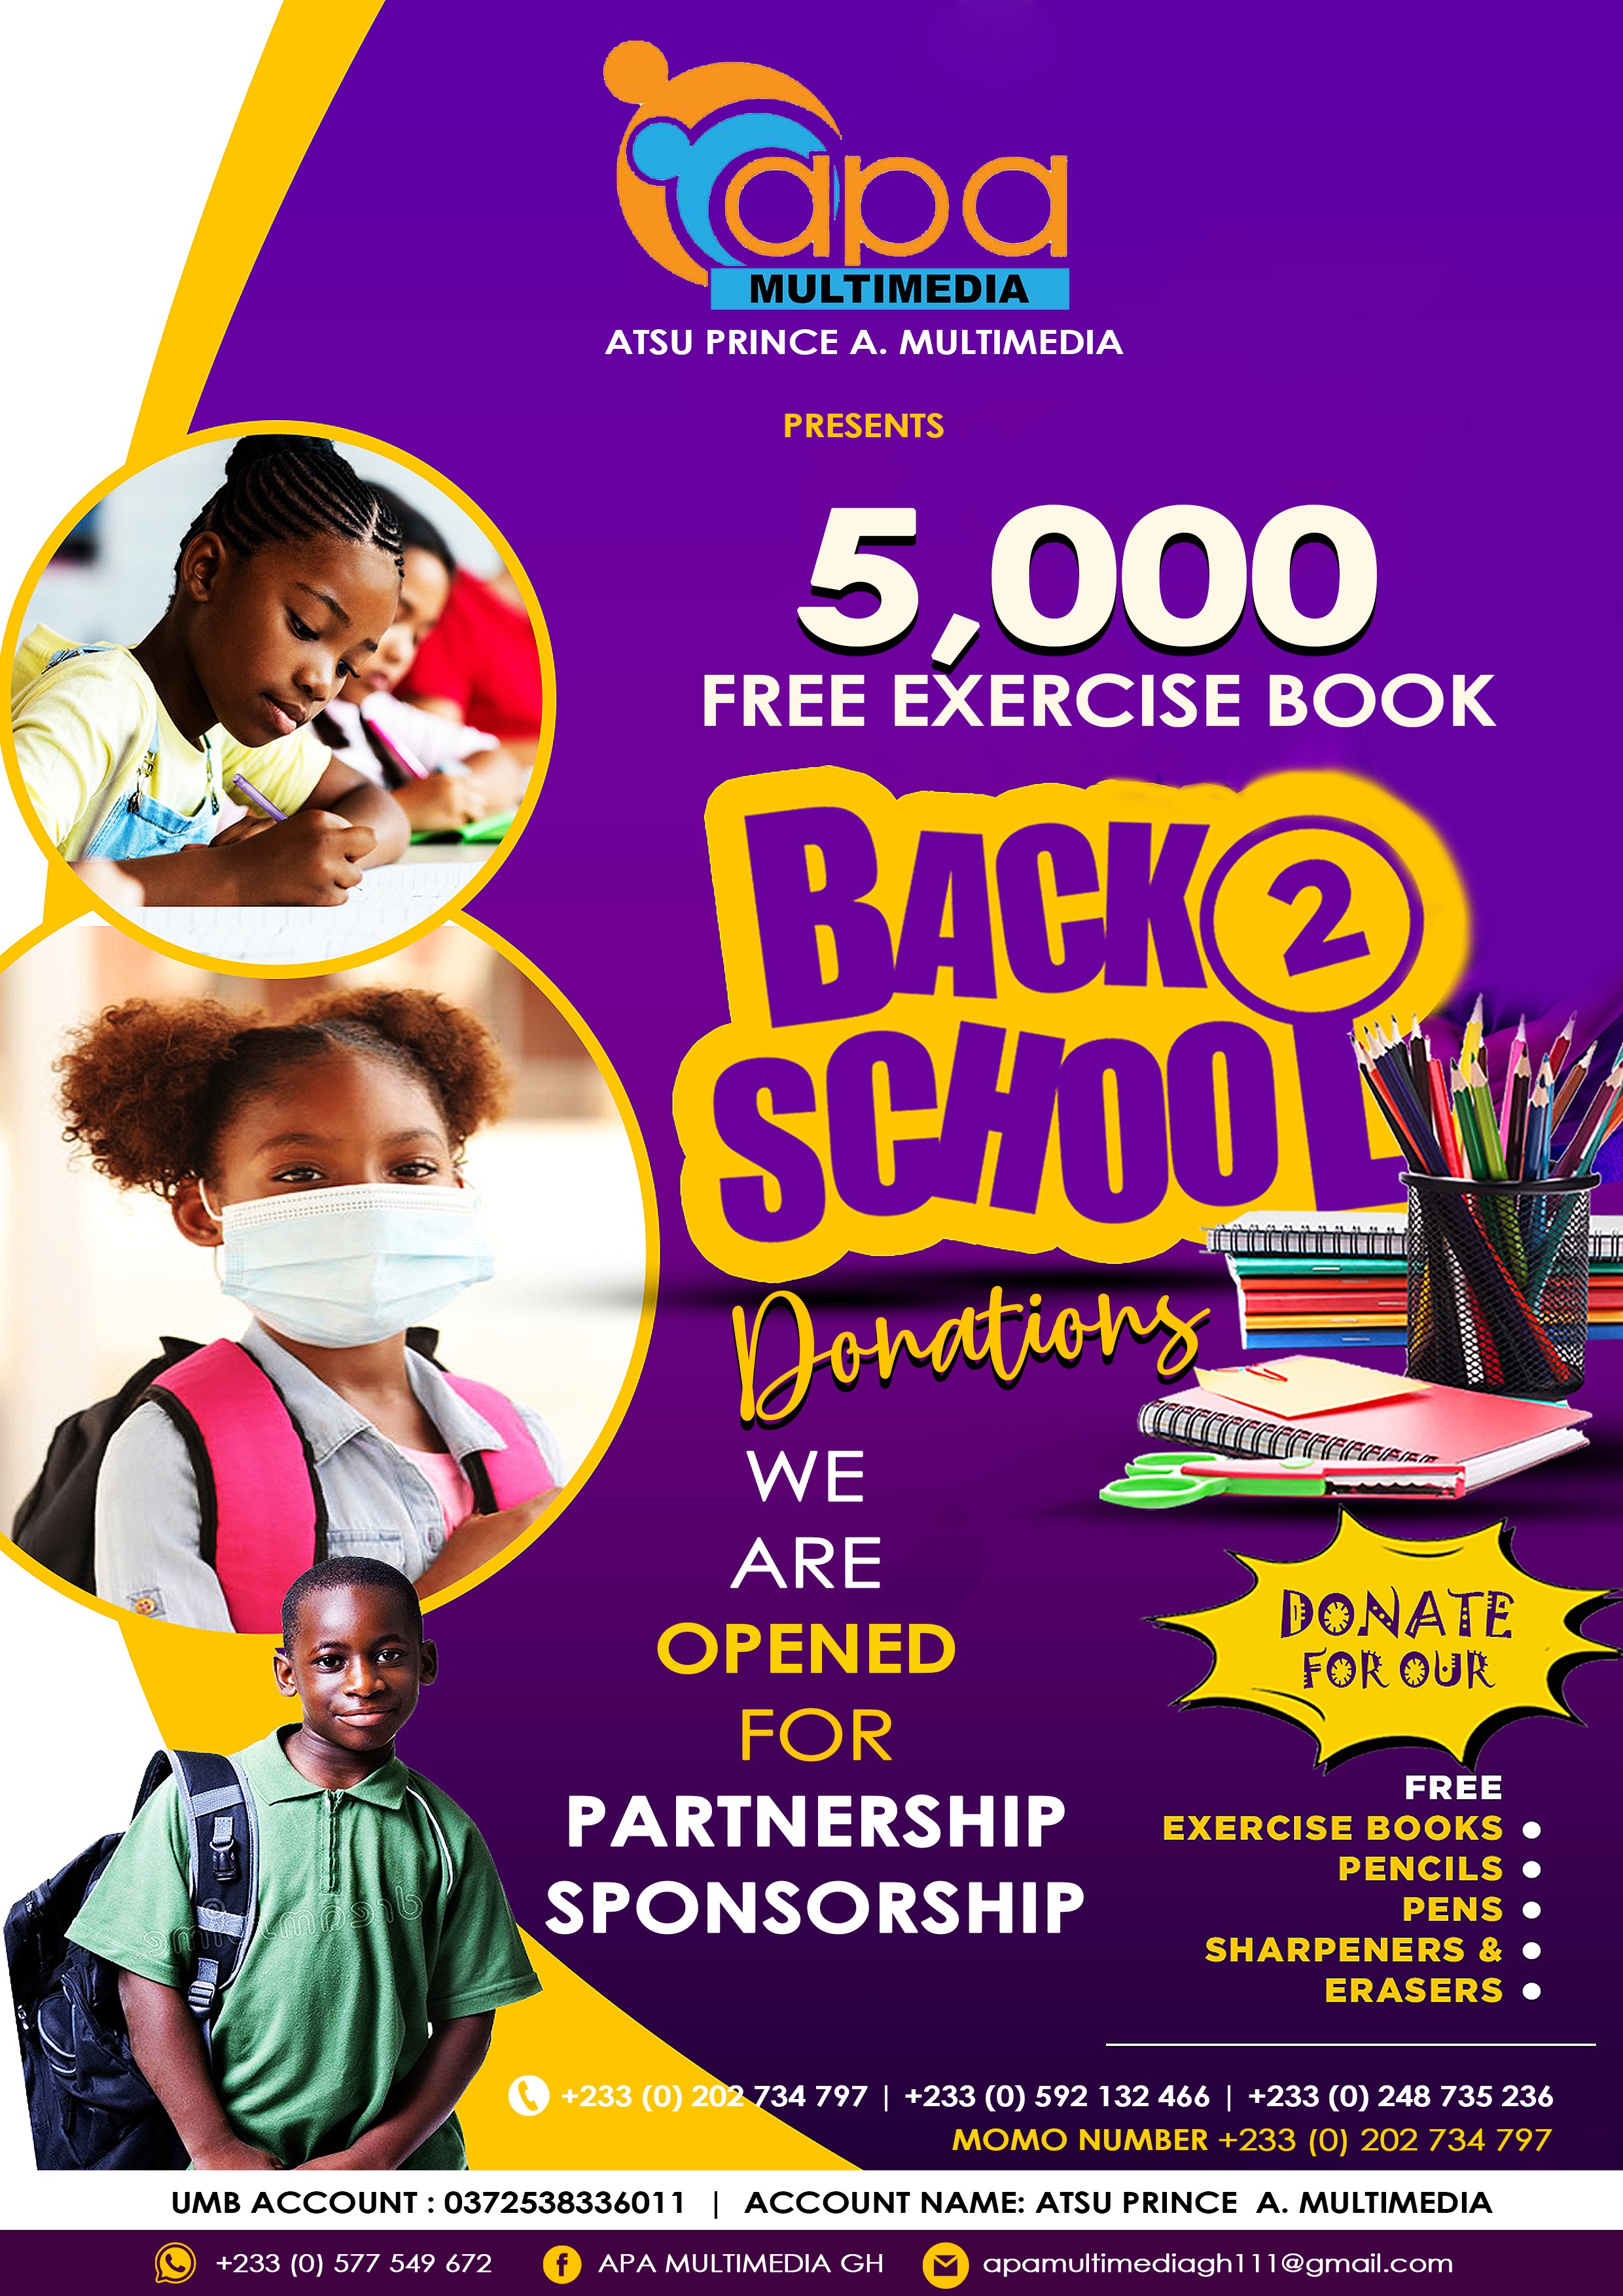 apa
MULTIMEDIA
ATSU PRINCE A. MULTIMEDIA
PRESENTS
5,000
FREE EXERCISE BOOK
BACK 2
SCHOOL
Donations
WE
ARE
OPENED
FOR
PARTNERSHIP
SPONSORSHIP
DONATE
FOR OUR
FREE
EXERCISE BOOKS •
PENCILS •
PENS •
SHARPENERS & •
ERASERS •
+233 (0) 202 734 797 | +233 (0) 592 132 466 | +233 (0) 248 735 236
MOMO NUMBER +233 (0) 202 734 797
UMB ACCOUNT : 0372538336011 | ACCOUNT NAME: ATSU PRINCE A. MULTIMEDIA
+233 (0) 577 549 672 APA MULTIMEDIA GH apamultimediagh111@gmail.com